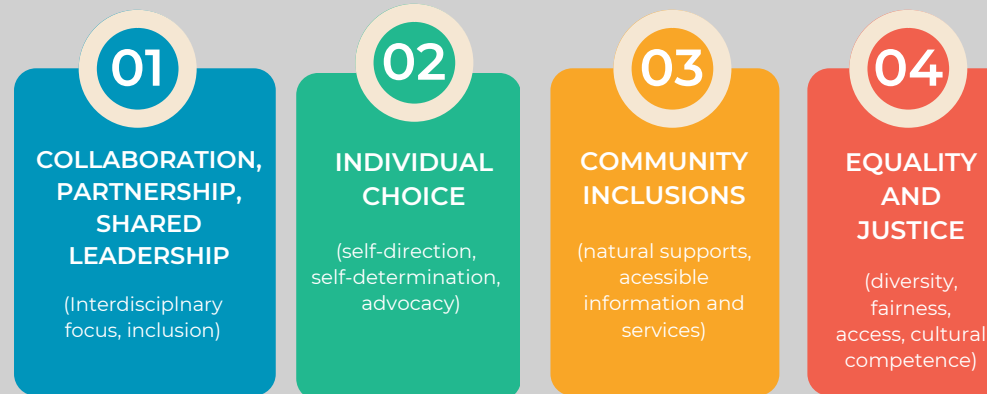 01
COLLABORATION,
PARTNERSHIP,
SHARED
LEADERSHIP
(Interdisciplnary
focus, inclusion)
02
INDIVIDUAL
CHOICE
(self-direction,
self-determination,
advocacy)
03
COMMUNITY
INCLUSIONS
(natural supports,
acessible
information and
services)
04
EQUALITY
AND
JUSTICE
(diversity,
fairness,
access, cultural
competence)